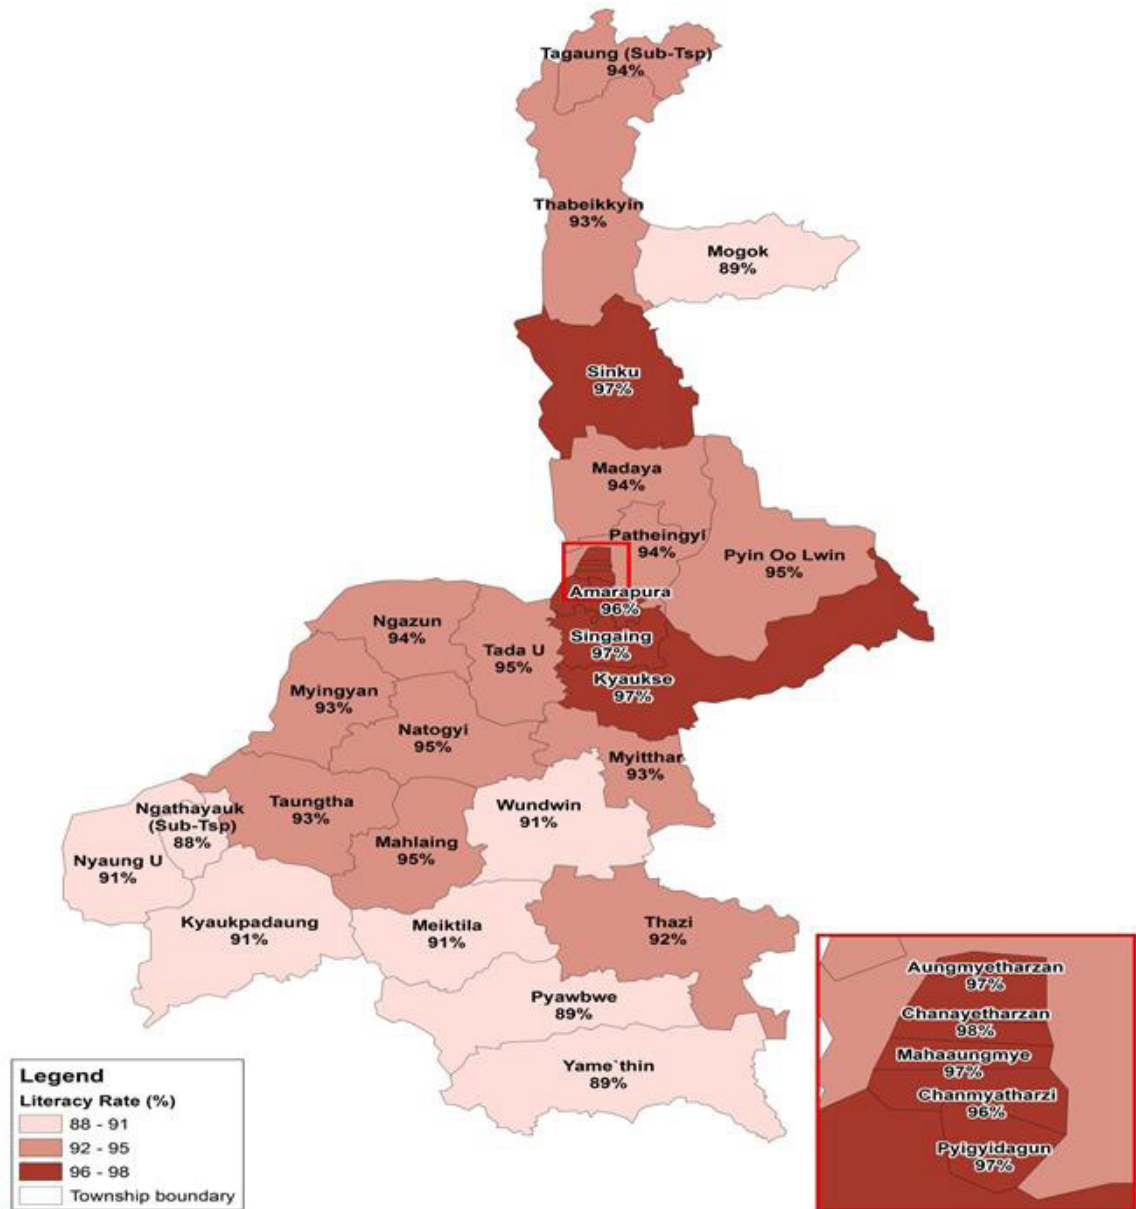 Tagaung (Sub-Tsp)
94%
Thabeikkyin
93%
Mogok
89%
Sinku
97%
Madaya
94%
Patheingyi
94%
Pyin Oo Lwin
95%
Amarapura
96%
Ngazun
94%
Tada U
95%
Singaing
97%
Kyaukse
97%
Myingyan
93%
Natogyi
95%
Myitthar
93%
Ngathayauk
(Sub-Tsp)
88%
Taungtha
93%
Wundwin
91%
Mahlaing
95%
Nyaung U
91%
Kyaukpadaung
91%
Meiktila
91%
Thazi
92%
Pyawbwe
89%
Yame`thin
89%
Aungmyetharzan
97%
Chanayetharzan
98%
Mahaaungmye
97%
Chanmyatharzi
96%
Pyigyidagun
97%
Legend
Literacy Rate (%)
88 - 91
92 - 95
96 - 98
Township boundary